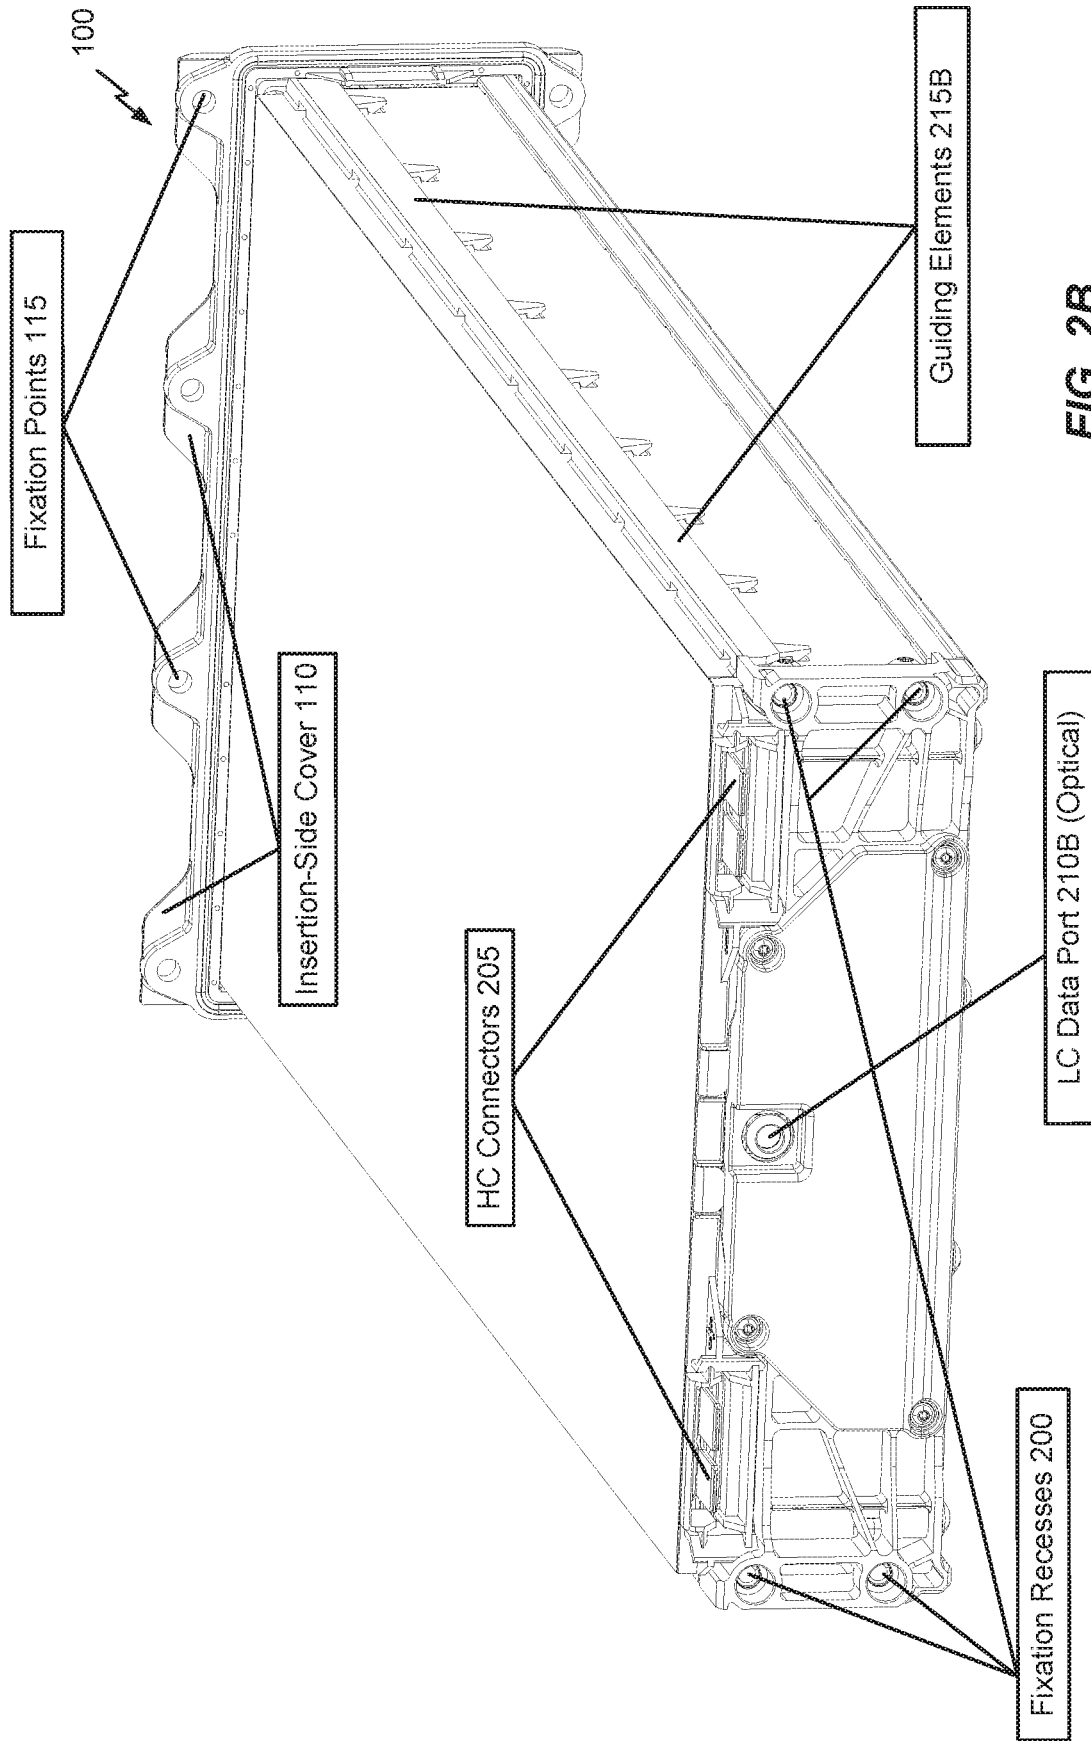 100
Fixation Points 115
Insertion-Side Cover 110
HC Connectors 205
Guiding Elements 215B
LC Data Port 210B (Optical)
Fixation Recesses 200
FIG. 2B